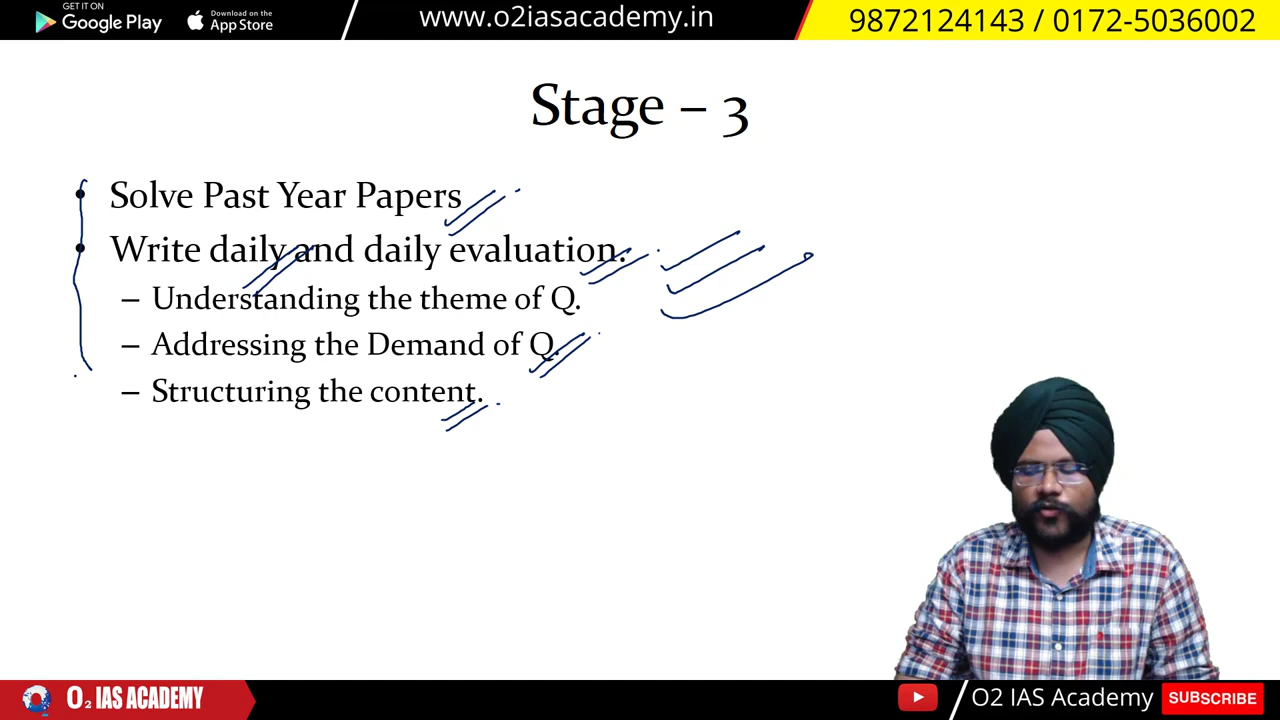 GET IT ON
Google Play
Download on the
App Store
www.o2iasacademy.in
9872124143 / 0172-5036002
Stage – 3
• Solve Past Year Papers
• Write daily and daily evaluation.
– Understanding the theme of Q.
– Addressing the Demand of Q.
– Structuring the content.
O2 IAS ACADEMY
O2 IAS Academy
SUBSCRIBE